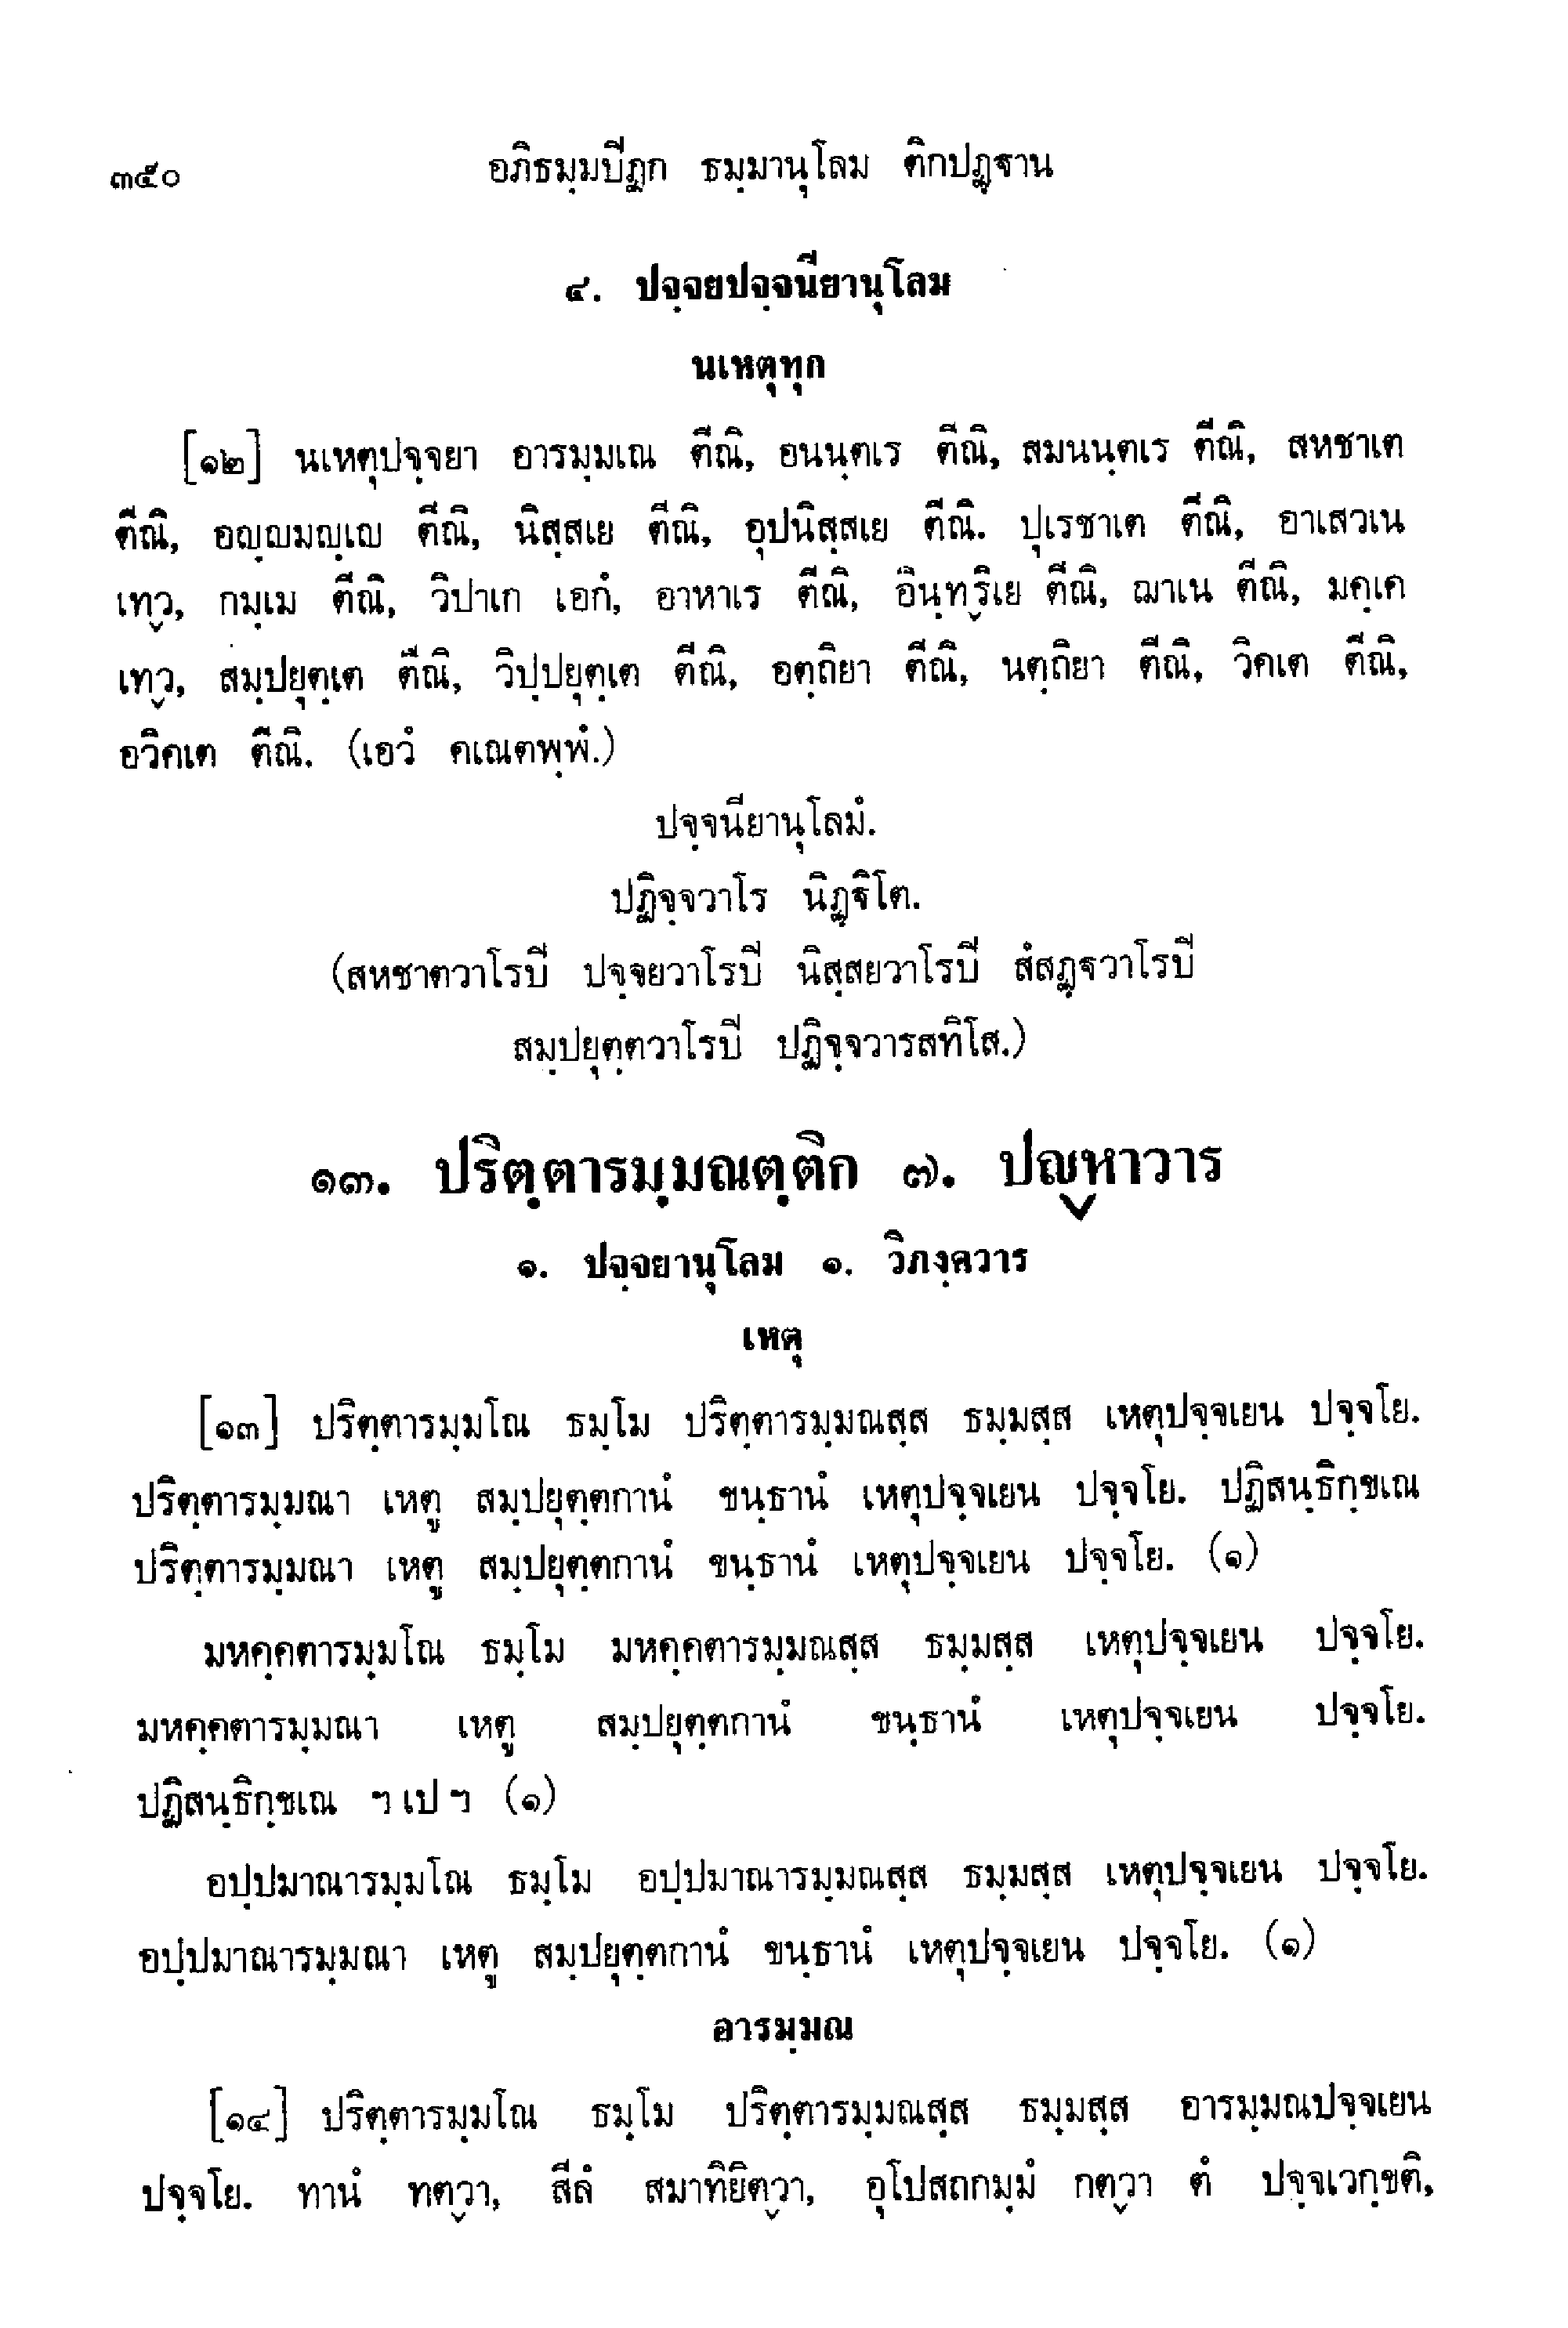 ๓๕๐ อภิธมฺมปีฏก ธมฺมานุโลม ติกปฏฺฐาน
๔. ปจฺจยปจฺจนียานุโลม
นเหตุทุก
[๑๒] นเหตุปจฺจยา อารมฺมเณ ตีณิ, อนนฺตเร ตีณิ, สมนนฺตเร ตีณิ, สหชาเต
ตีณิ, อญฺญมญฺเญ ตีณิ, นิสฺสเย ตีณิ, อุปนิสฺสเย ตีณิ. ปุเรชาเต ตีณิ, อาเสวเน
เทฺว, กมฺเม ตีณิ, วิปาเก เอกํ, อาหาเร ตีณิ, อินฺทฺริเย ตีณิ, ฌาเน ตีณิ, มคฺเค
เทฺว, สมฺปยุตฺเต ตีณิ, วิปฺปยุตฺเต ตีณิ, อตฺถิยา ตีณิ, นตฺถิยา ตีณิ, วิคเต ตีณิ,
อวิคเต ตีณิ. (เอวํ คเณตพฺพํ.)
ปจฺจนียานุโลมํ.
ปฏิจฺจวาโร นิฏฺฐิโต.
(สหชาตวาโรปี ปจฺจยวาโรปี นิสฺสยวาโรปี สํสฏฺฐวาโรปี
สมฺปยุตฺตวาโรปี ปฏิจฺจวารสทิโส.)
๑๓. ปริตฺตารมฺมณตฺติก ๗. ปญฺหาวาร
๑. ปจฺจยานุโลม ๑. วิภงฺควาร
เหตุ
[๑๓] ปริตฺตารมฺมโณ ธมฺโม ปริตฺตารมฺมณสฺส ธมฺมสฺส เหตุปจฺจเยน ปจฺจโย.
ปริตฺตารมฺมณา เหตู สมฺปยุตฺตกานํ ขนฺธานํ เหตุปจฺจเยน ปจฺจโย. ปฏิสนฺธิกฺขเณ
ปริตฺตารมฺมณา เหตู สมฺปยุตฺตกานํ ขนฺธานํ เหตุปจฺจเยน ปจฺจโย. (๑)
มหคฺคตารมฺมโณ ธมฺโม มหคฺคตารมฺมณสฺส ธมฺมสฺส เหตุปจฺจเยน ปจฺจโย.
มหคฺคตารมฺมณา เหตู สมฺปยุตฺตกานํ ขนฺธานํ เหตุปจฺจเยน ปจฺจโย.
ปฏิสนฺธิกฺขเณ ฯ เป ฯ (๑)
อปฺปมาณารมฺมโณ ธมฺโม อปฺปมาณารมฺมณสฺส ธมฺมสฺส เหตุปจฺจเยน ปจฺจโย.
อปฺปมาณารมฺมณา เหตู สมฺปยุตฺตกานํ ขนฺธานํ เหตุปจฺจเยน ปจฺจโย. (๑)
อารมฺมณ
[๑๔] ปริตฺตารมฺมโณ ธมฺโม ปริตฺตารมฺมณสฺส ธมฺมสฺส อารมฺมณปจฺจเยน
ปจฺจโย. ทานํ ทตฺวา, สีลํ สมาทิยิตฺวา, อุโปสถกมฺมํ กตฺวา ตํ ปจฺจเวกฺขติ,